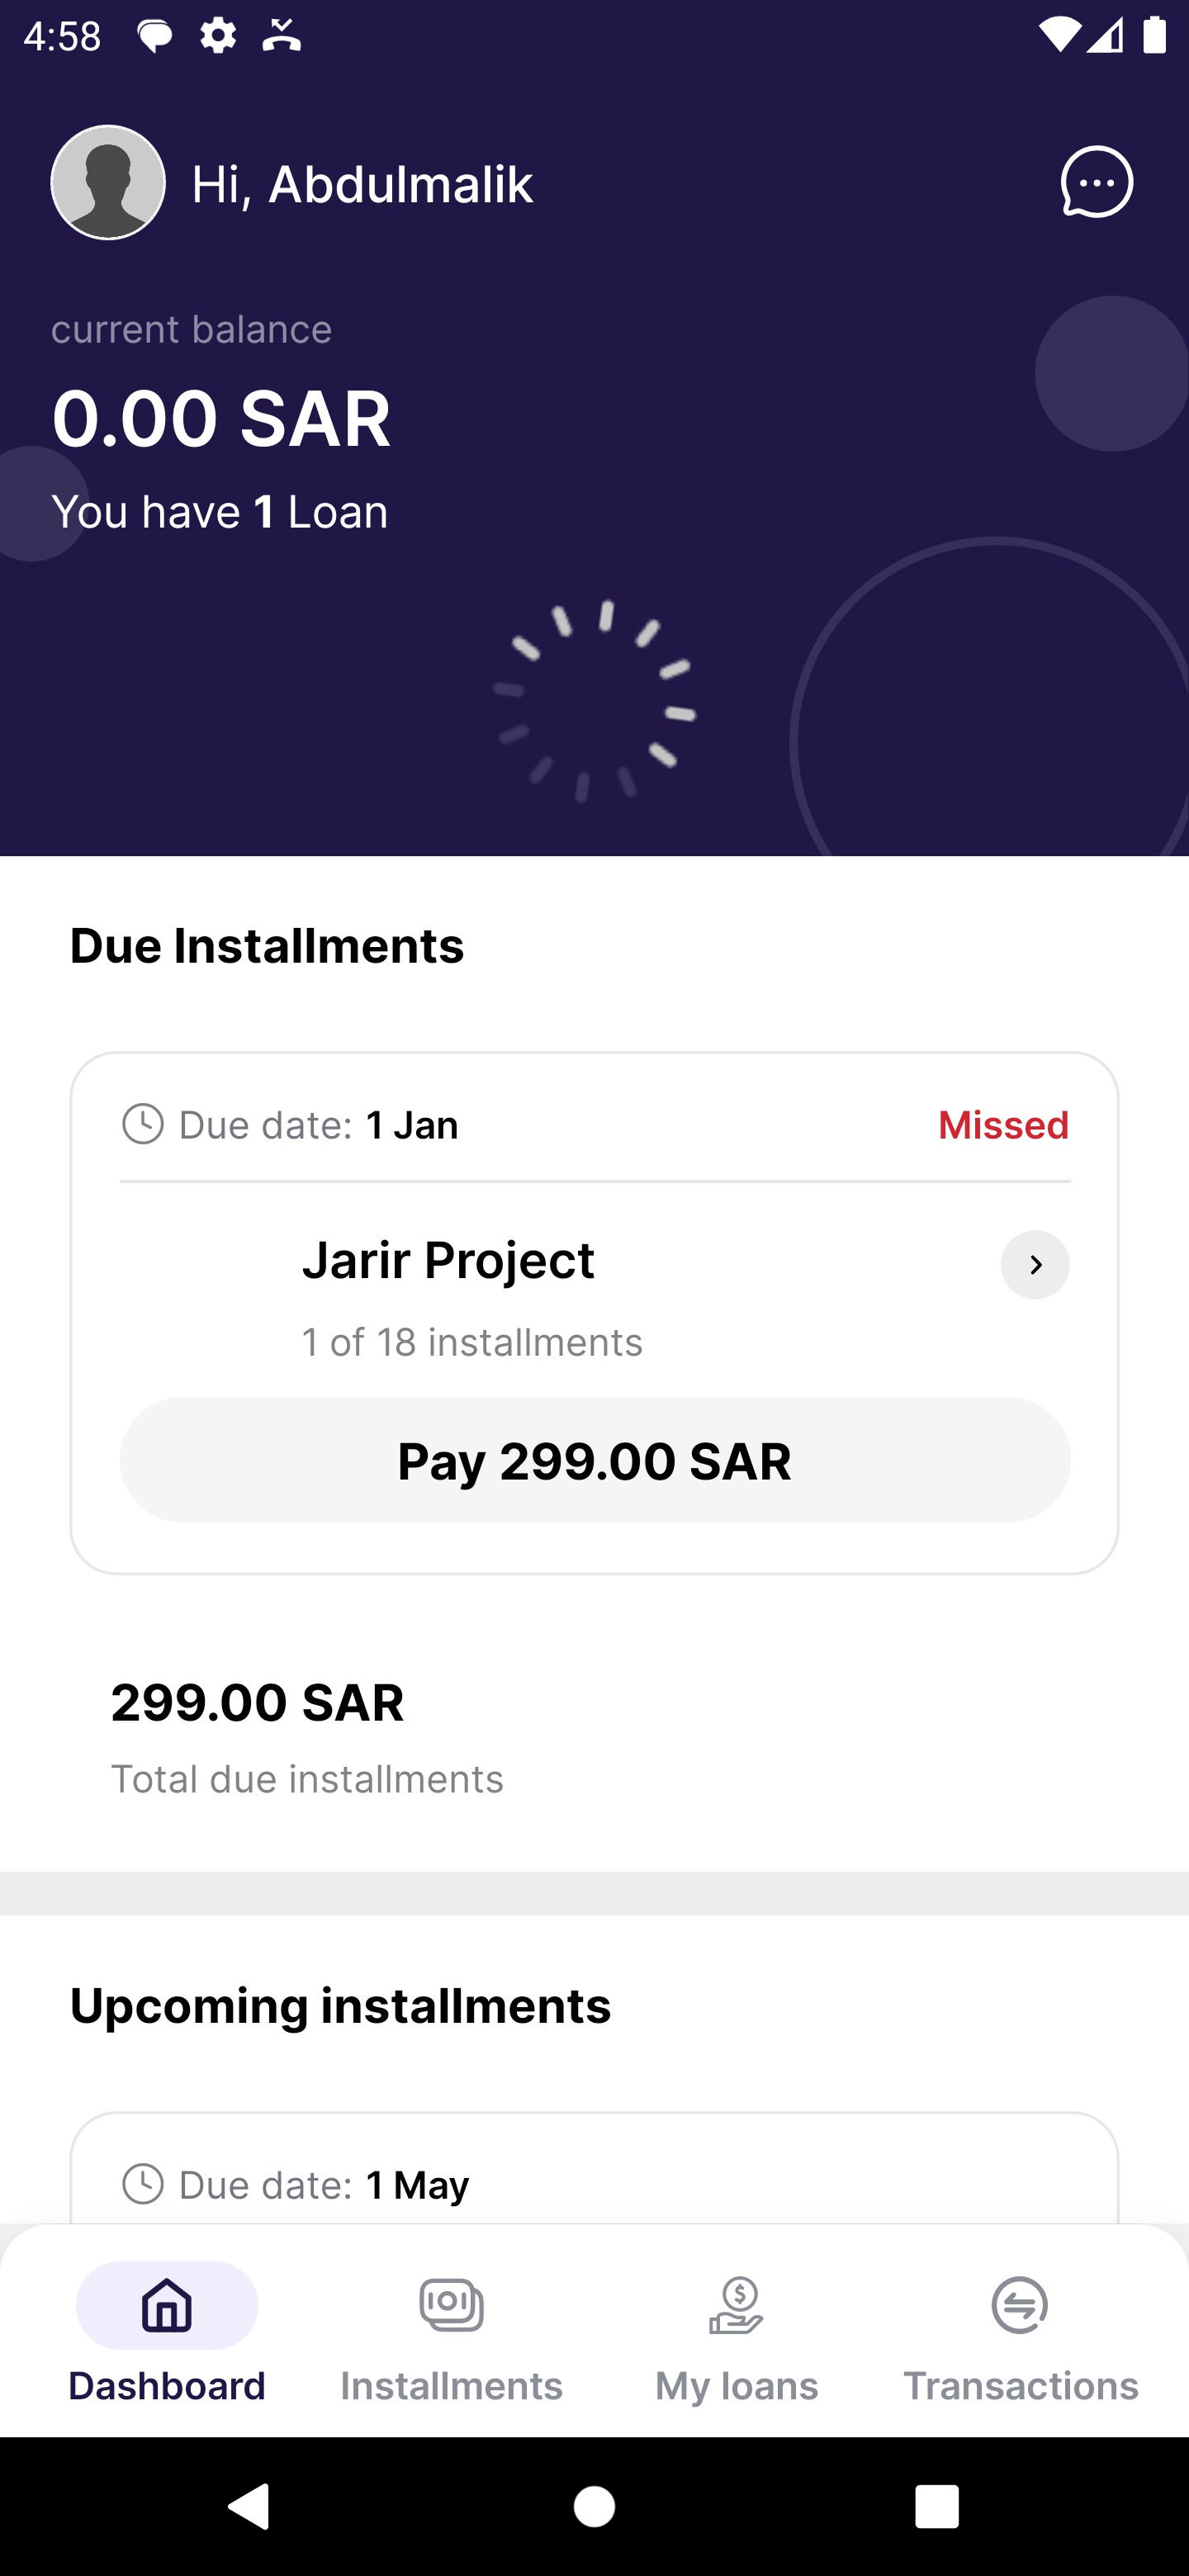 4:58
Hi, Abdulmalik
current balance
0.00 SAR
You have 1 Loan
Due Installments
Due date: 1 Jan
Missed
Jarir Project
1 of 18 installments
Pay 299.00 SAR
299.00 SAR
Total due installments
Upcoming installments
Due date: 1 May
Dashboard
Installments
My loans
Transactions